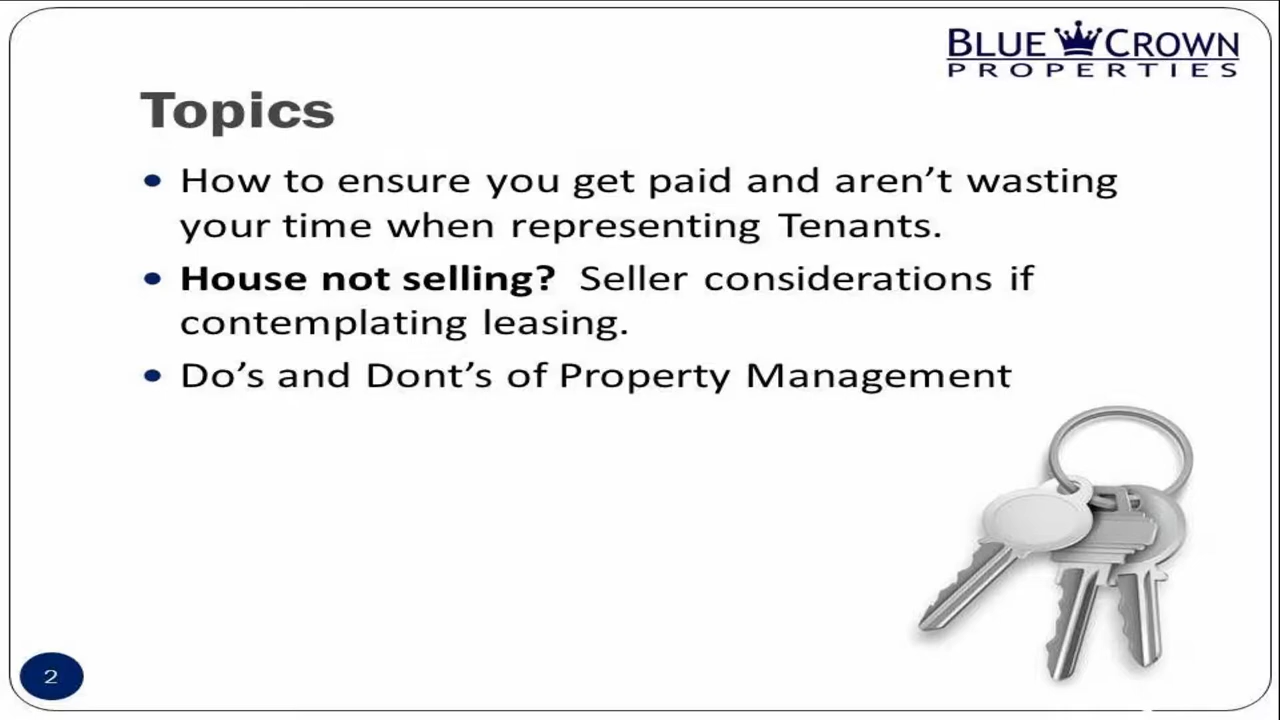 BLUE CROWN
PROPERTIES
Topics
• How to ensure you get paid and aren’t wasting
your time when representing Tenants.
• House not selling? Seller considerations if
contemplating leasing.
• Do’s and Dont’s of Property Management
2